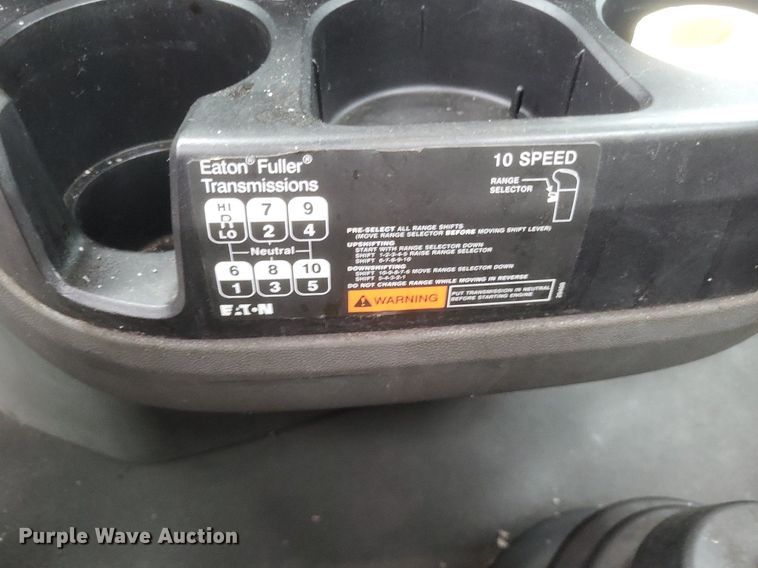 Eaton® Fuller®
Transmissions
10 SPEED
RANGE
SELECTOR
HI 7 9
R
LO 2 4
Neutral
6 8 10
1 3 5
EATON
PRE-SELECT ALL RANGE SHIFTS
(MOVE RANGE SELECTOR BEFORE MOVING SHIFT LEVER)
UPSHIFTING
START WITH RANGE SELECTOR DOWN
SHIFT 1-2-3-4-5 RAISE RANGE SELECTOR
SHIFT 6-7-8-9-10
DOWNSHIFTING
SHIFT 10-9-8-7-6 MOVE RANGE SELECTOR DOWN
SHIFT 5-4-3-2-1
DO NOT CHANGE RANGE WHILE MOVING IN REVERSE
WARNING
PUT TRANSMISSION IN NEUTRAL
BEFORE STARTING ENGINE
Purple Wave Auction